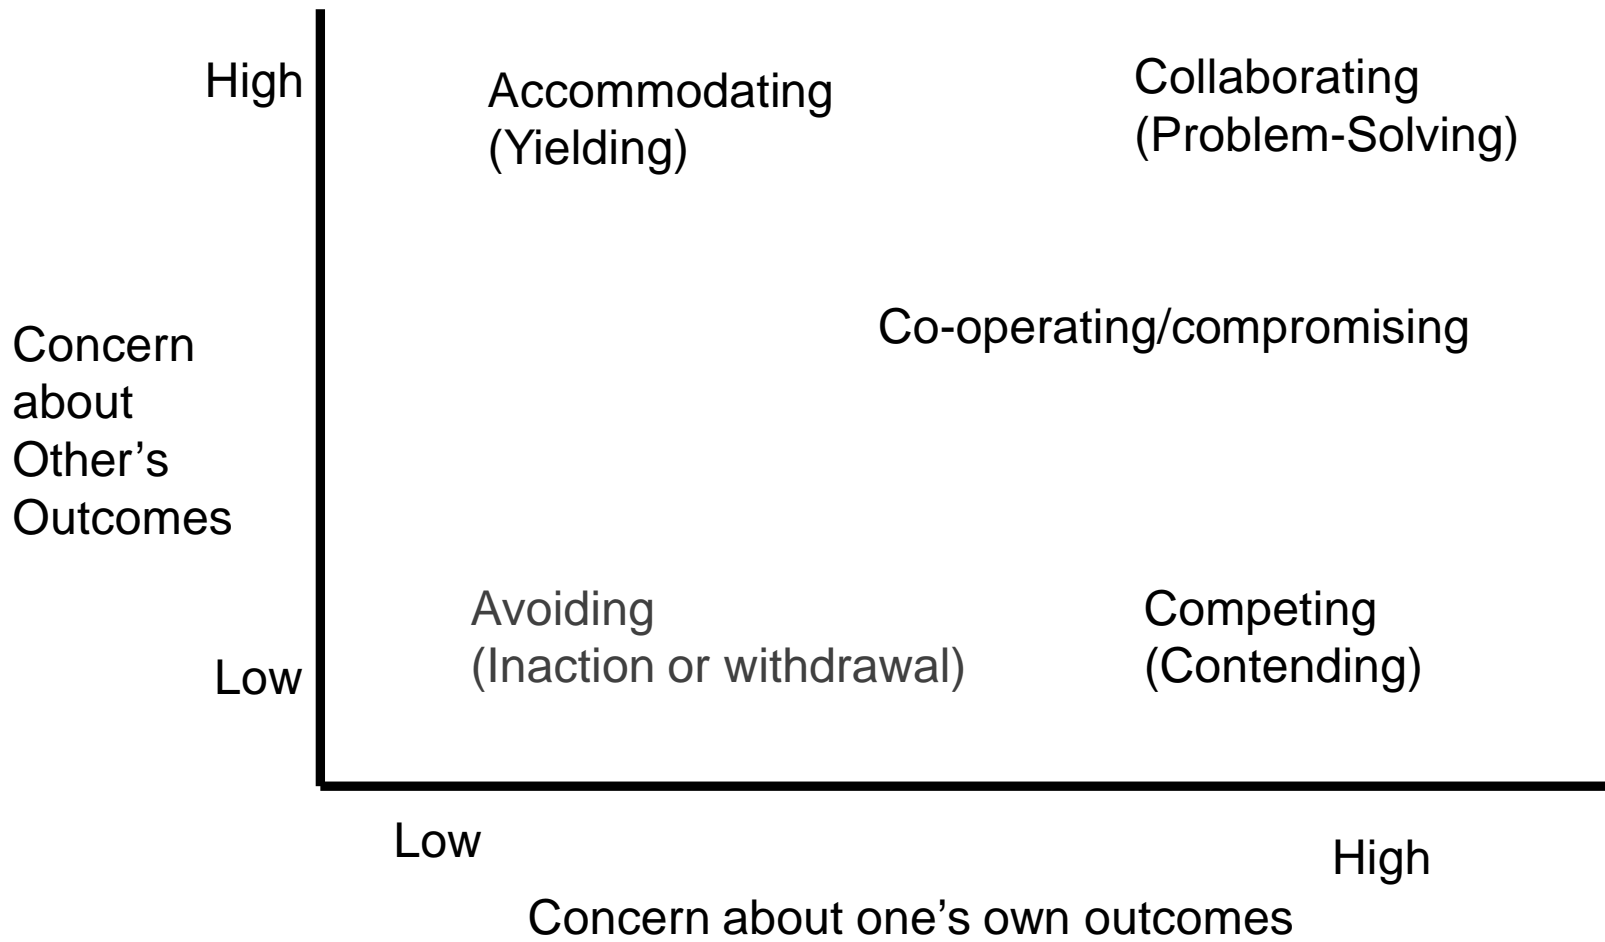 High
Accommodating
(Yielding)
Collaborating
(Problem-Solving)
Co-operating/compromising
Concern
about
Other’s
Outcomes
Avoiding
(Inaction or withdrawal)
Competing
(Contending)
Low
Low
High
Concern about one’s own outcomes